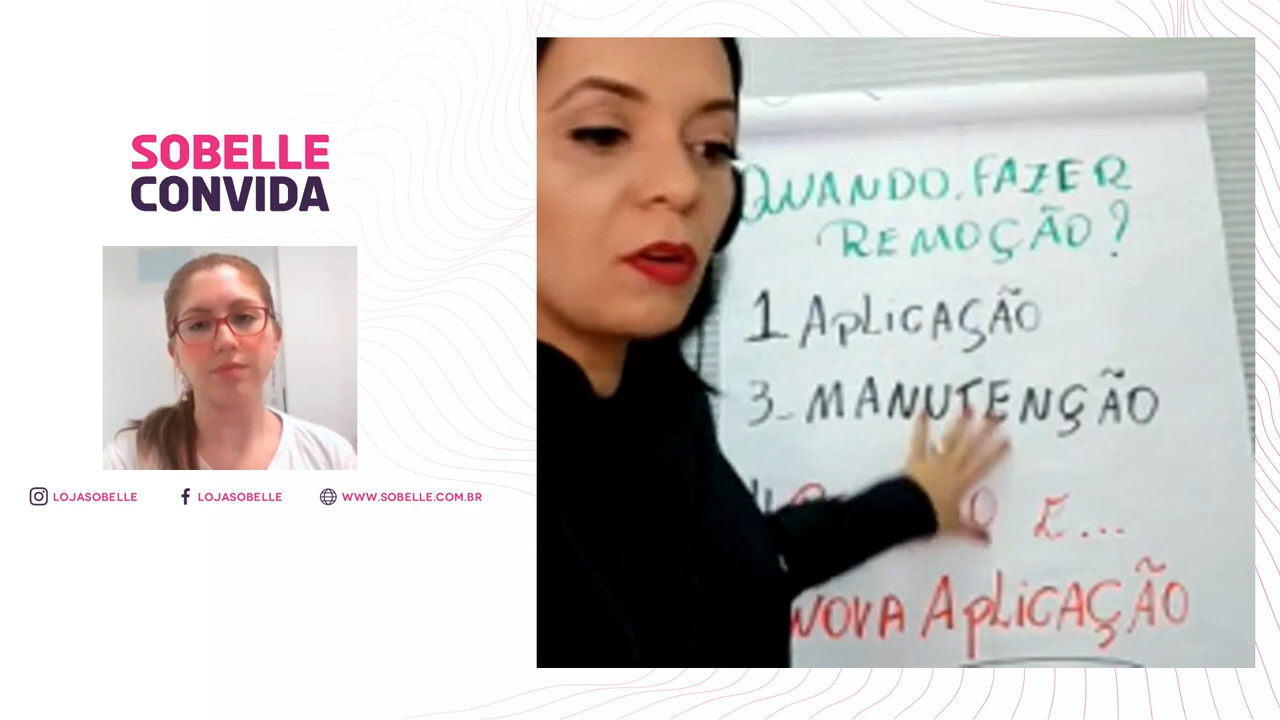 SOBELLE
CONVIDA
LOJASOBELLE
LOJASOBELLE
WWW.SOBELLE.COM.BR
QUANDO FAZER
REMOÇÃO?
1 APLICAÇÃO
3- MANUTENÇÃO
E...
NOVA APLICAÇÃO